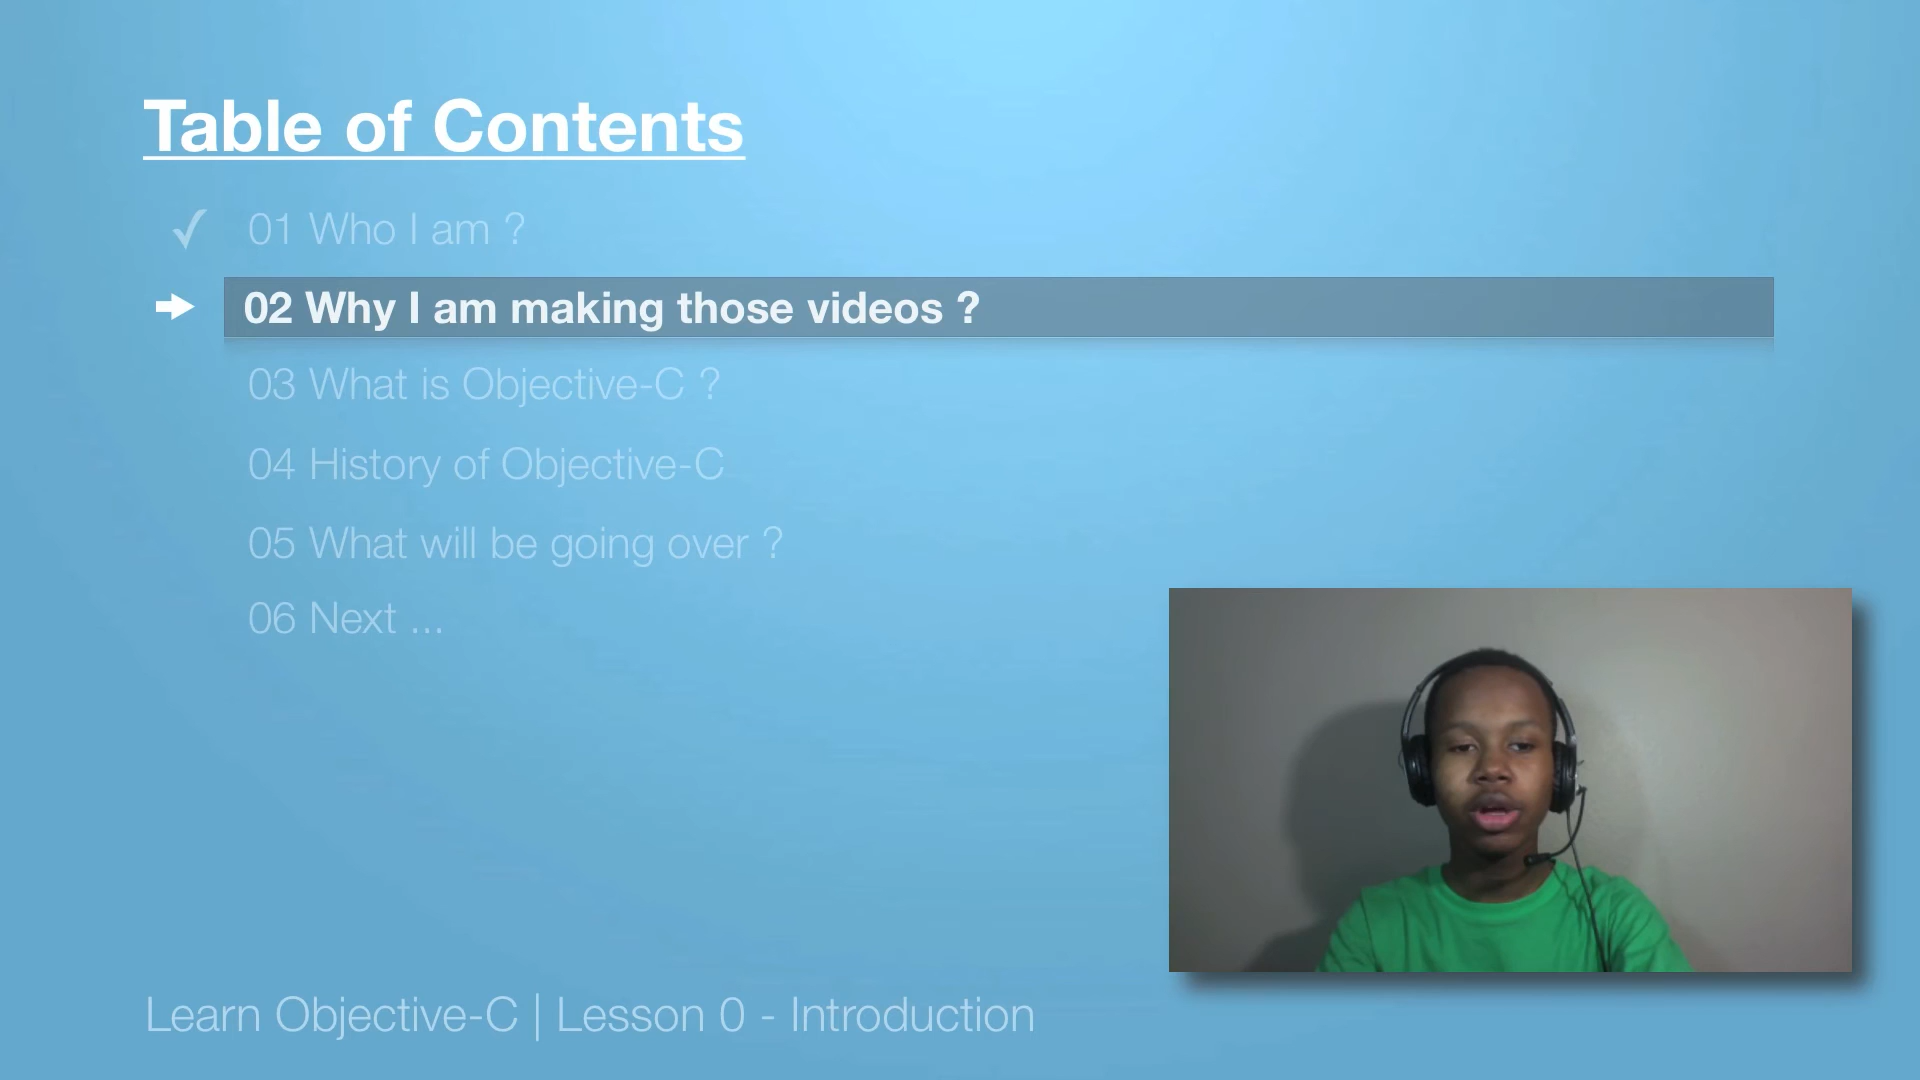 Table of Contents
01 Who I am ?
02 Why I am making those videos ?
03 What is Objective-C ?
04 History of Objective-C
05 What will be going over ?
06 Next ...
Learn Objective-C | Lesson 0 - Introduction